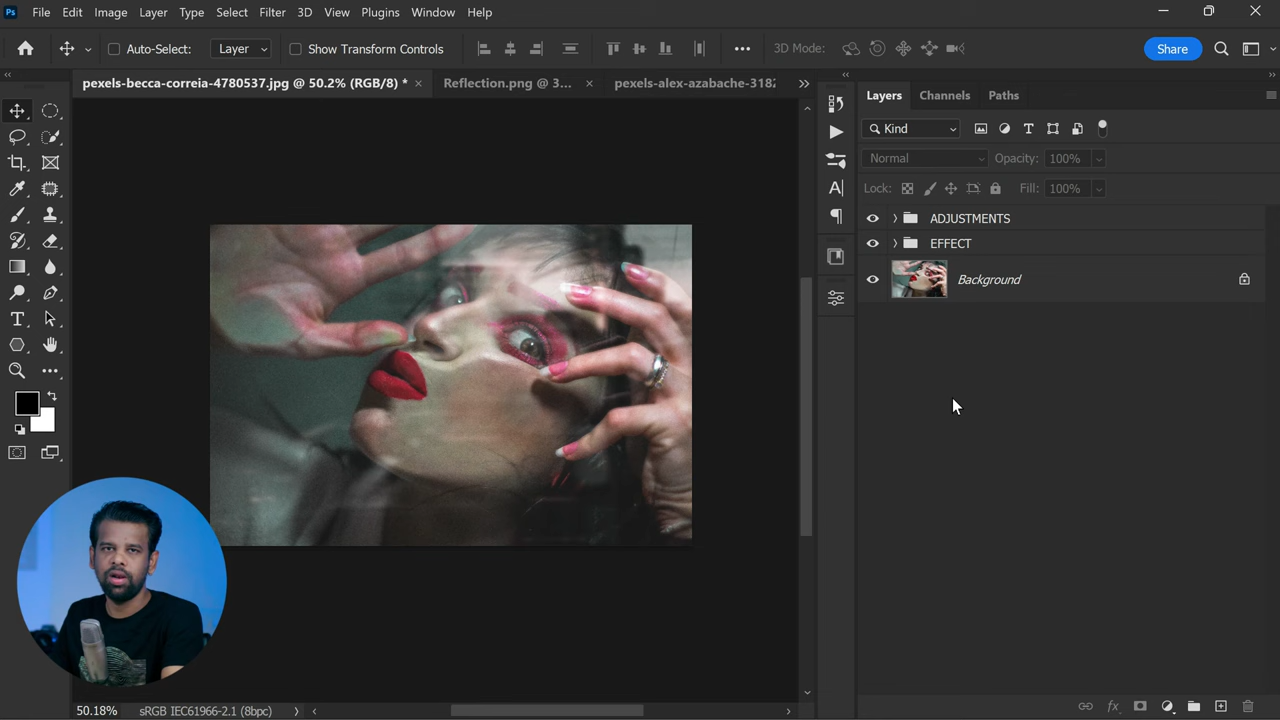 Ps File Edit Image Layer Type Select Filter 3D View Plugins Window Help
Auto-Select: Layer Show Transform Controls 3D Mode: Share
pexels-becca-correia-4780537.jpg @ 50.2% (RGB/8) * × Reflection.png @ 3... × pexels-alex-azabache-3182
Layers Channels Paths
Kind
Normal Opacity: 100%
Lock: Fill: 100%
ADJUSTMENTS
EFFECT
Background
50.18% sRGB IEC61966-2.1 (8bpc)